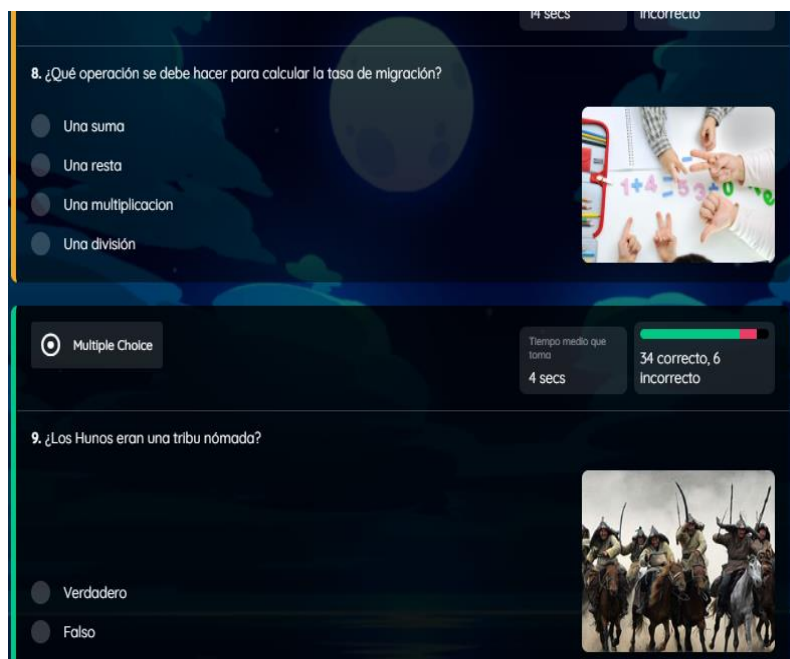 14 secs
incorrecto
8. ¿Qué operación se debe hacer para calcular la tasa de migración?
Una suma
Una resta
Una multiplicacion
Una división
1+4=5 3+
Multiple Choice
Tiempo medio que
toma
4 secs
34 correcto, 6
incorrecto
9. ¿Los Hunos eran una tribu nómada?
Verdadero
Falso